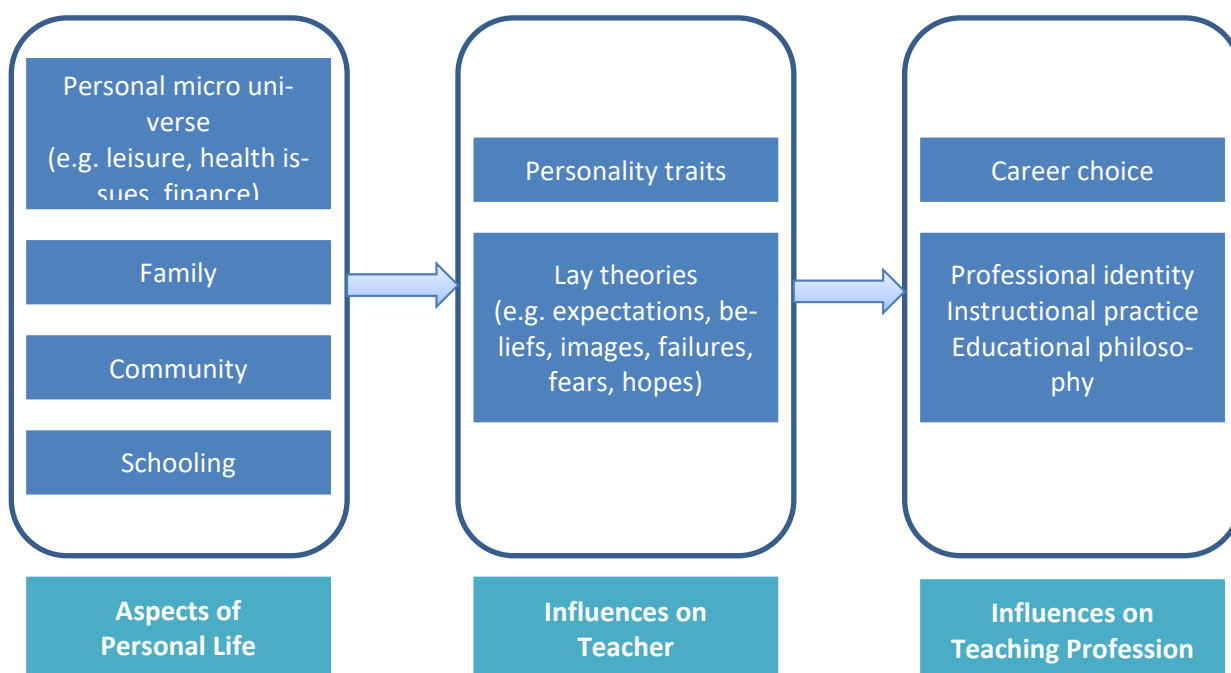 Personal micro uni-
verse
(e.g. leisure, health is-
sues, finance)
Family
Community
Schooling
Aspects of
Personal Life
Personality traits
Lay theories
(e.g. expectations, be-
liefs, images, failures,
fears, hopes)
Influences on
Teacher
Career choice
Professional identity
Instructional practice
Educational philoso-
phy
Influences on
Teaching Profession